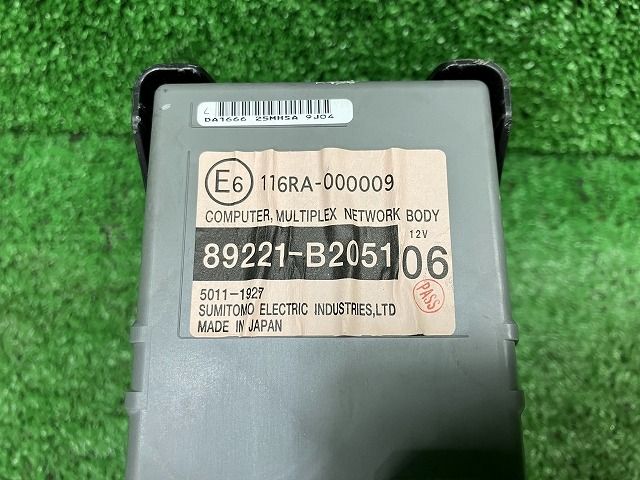 L
DA1666 2SMHSA 9J04
E6 116RA-000009
COMPUTER, MULTIPLEX NETWORK BODY
12V
89221-B2051 06
5011-1927
PASS
SUMITOMO ELECTRIC INDUSTRIES,LTD
MADE IN JAPAN